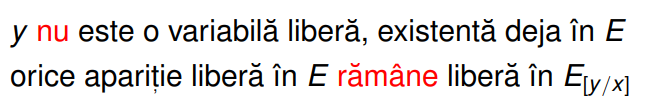 y nu este o variabilă liberă, existentă deja în E
orice apariție liberă în E rămâne liberă în E[y/x]